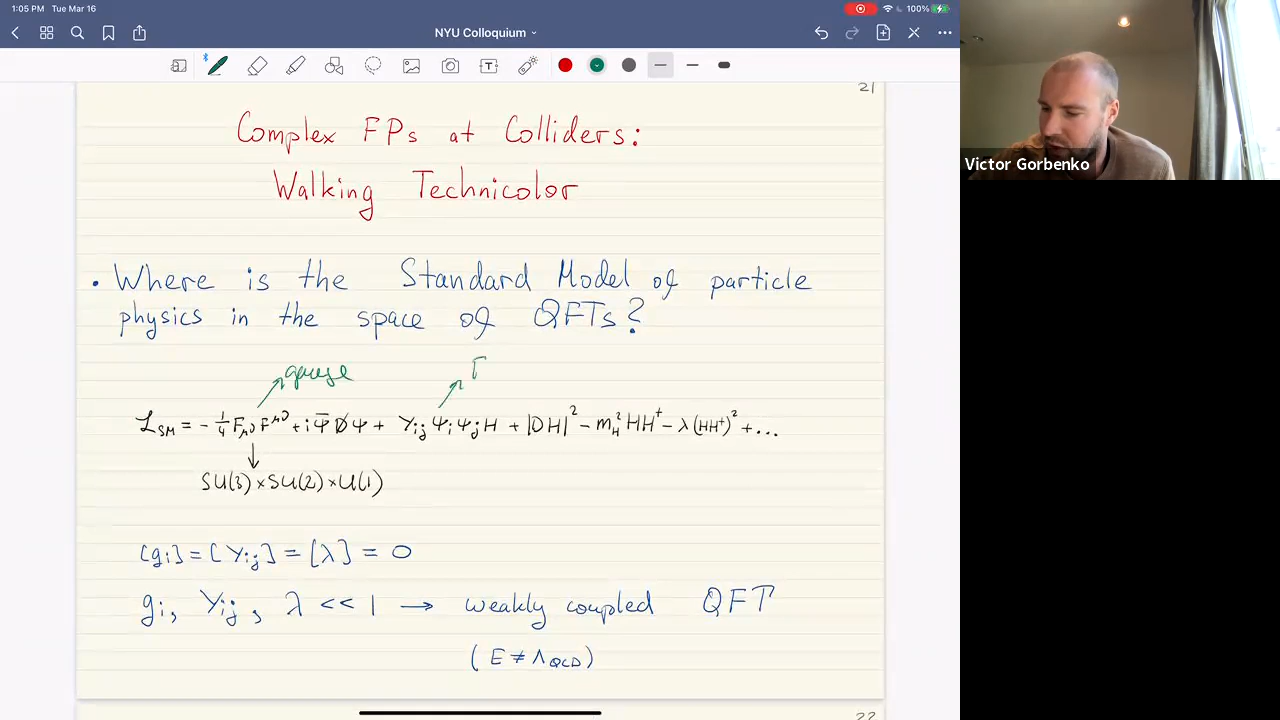 1:05 PM Tue Mar 16
100%
NYU Colloquium
21
Complex FPs at Colliders:
Walking Technicolor
• Where is the Standard Model of particle
physics in the space of QFTs?
gauge
ℒ_SM = - 1/4 F_μν F^μν + i Ψ̄ D̸ Ψ + Y_ij Ψ_i Ψ_j H + |DH|² - m_H² HH⁺ - λ(HH⁺)² + ...
SU(3)×SU(2)×U(1)
[g_i] = [Y_ij] = [λ] = 0
g_i, Y_ij, λ << 1 → weakly coupled QFT
(E ≠ Λ_QCD)
22
Victor Gorbenko